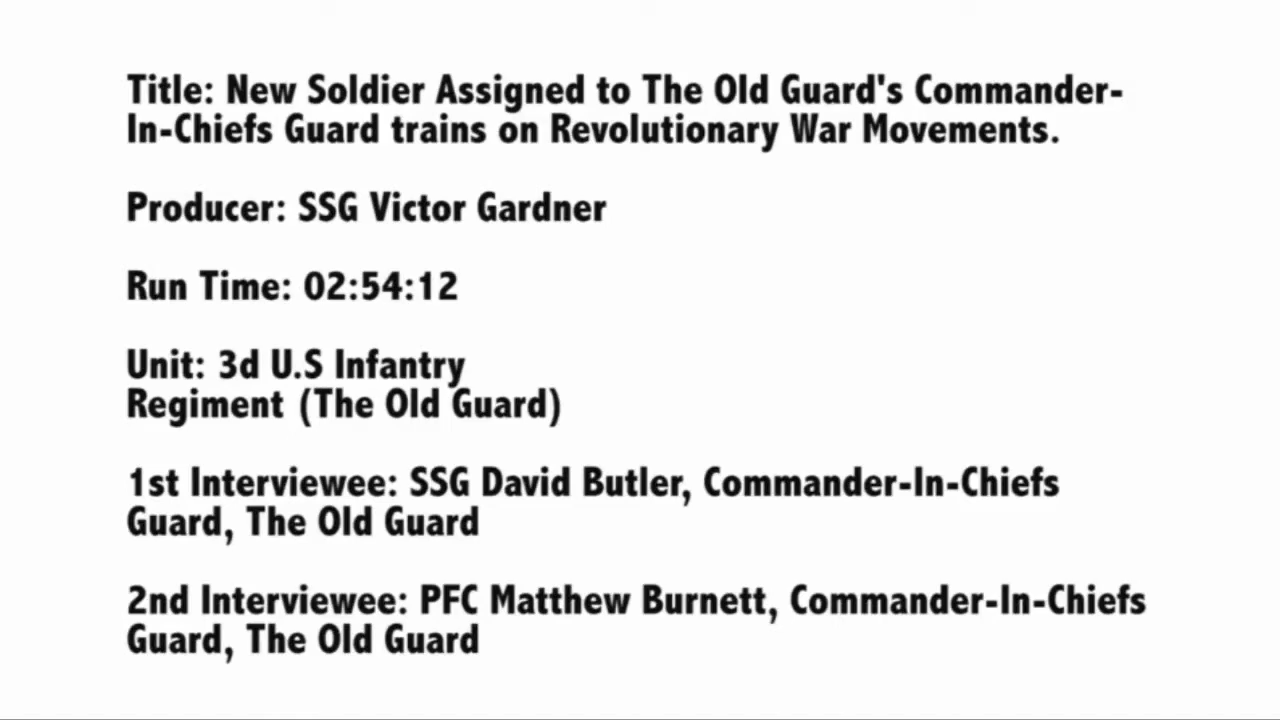 Title: New Soldier Assigned to The Old Guard's Commander-
In-Chiefs Guard trains on Revolutionary War Movements.
Producer: SSG Victor Gardner
Run Time: 02:54:12
Unit: 3d U.S Infantry
Regiment (The Old Guard)
1st Interviewee: SSG David Butler, Commander-In-Chiefs
Guard, The Old Guard
2nd Interviewee: PFC Matthew Burnett, Commander-In-Chiefs
Guard, The Old Guard